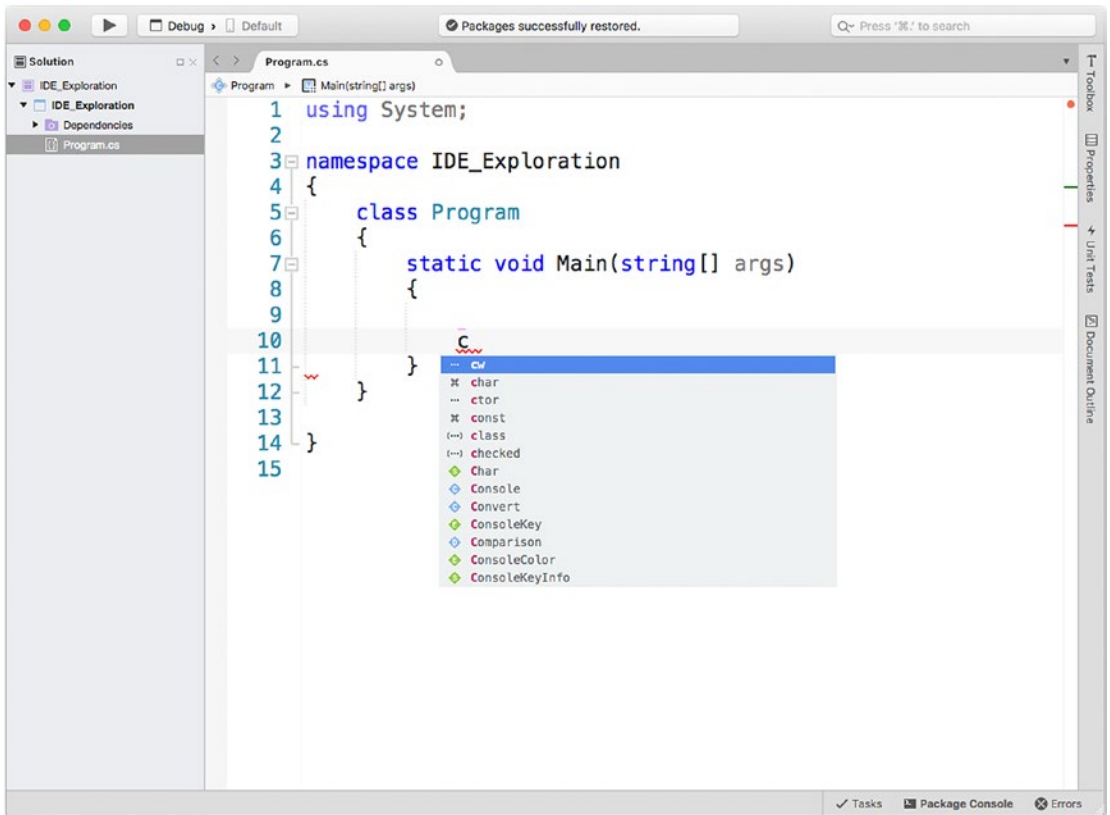 Debug › Default
Packages successfully restored.
Press '⌘.' to search
Solution
IDE_Exploration
IDE_Exploration
Dependencies
Program.cs
Program.cs
Program ▸ Main(string[] args)
1 using System;
2
3 namespace IDE_Exploration
4 {
5 class Program
6 {
7 static void Main(string[] args)
8 {
9
10 c
11 }
12 }
13
14 }
15
cw
char
ctor
const
class
checked
Char
Console
Convert
ConsoleKey
Comparison
ConsoleColor
ConsoleKeyInfo
Toolbox
Properties
Unit Tests
Document Outline
Tasks
Package Console
Errors